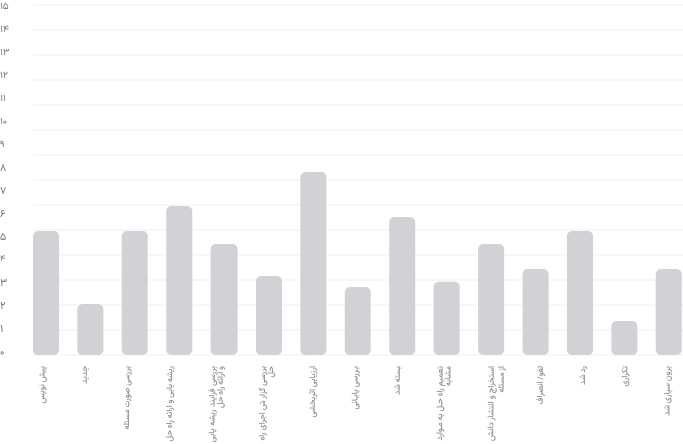 ۱۵
۱۴
۱۳
۱۲
۱۱
۱۰
۹
۸
۷
۶
۵
۴
۳
۲
۱
۰
پیش نویس
جدید
بررسی صورت مسئله
ریشه یابی و ارائه راه حل
بررسی فرایند ریشه یابی
و ارائه راه حل
بررسی گزارش اجرای راه
حل
ارزیابی اثربخشی
بررسی پایانی
بسته شد
تعمیم راه حل به موارد
مشابه
استخراج و انتشار دانش
از مسئله
لغو/ انصراف
رد شد
تکراری
برون سپاری شد